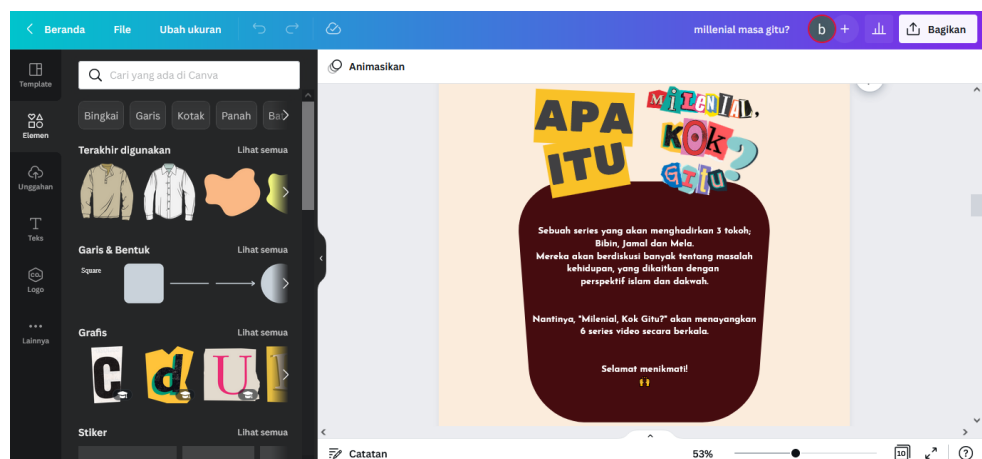 Beranda File Ubah ukuran millenial masa gitu? b + Bagikan
Template
Elemen
Unggahan
Teks
CO.
Logo
Lainnya
Cari yang ada di Canva
Bingkai Garis Kotak Panah
Terakhir digunakan Lihat semua
Garis & Bentuk Lihat semua
Square
Grafis Lihat semua
C d U
Stiker Lihat semua
Animasikan
APA
ITU
MiLENIAL,
KOk
GiTU?
Sebuah series yang akan menghadirkan 3 tokoh;
Bibin, Jamal dan Mela.
Mereka akan berdiskusi banyak tentang masalah
kehidupan, yang dikaitkan dengan
perspektif islam dan dakwah.
Nantinya, "Milenial, Kok Gitu?" akan menayangkan
6 series video secara berkala.
Selamat menikmati!
Catatan 53% 10 ?